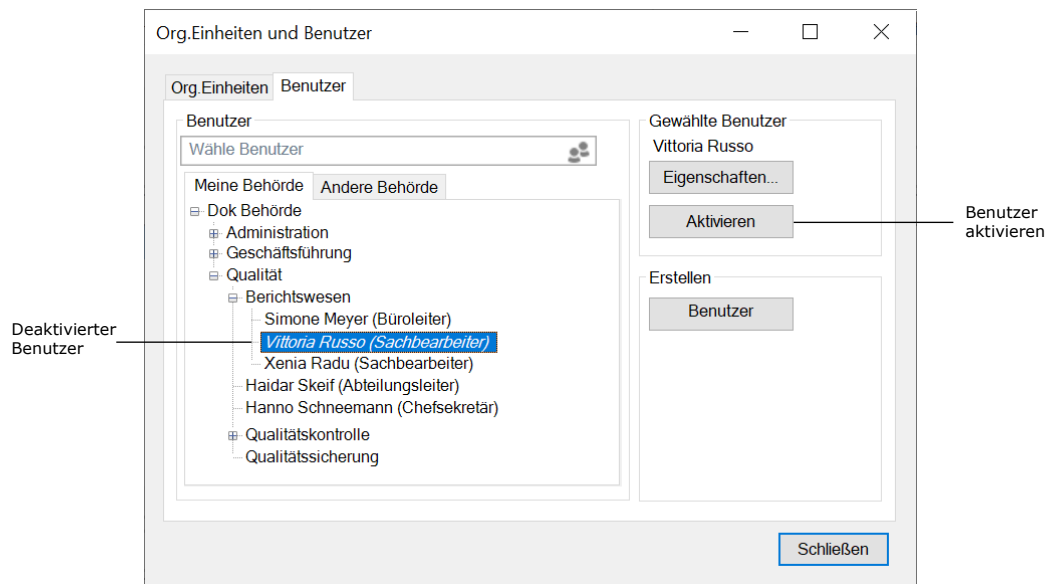 Org.Einheiten und Benutzer
Org.Einheiten
Benutzer
Benutzer
Wähle Benutzer
Meine Behörde
Andere Behörde
Dok Behörde
Administration
Geschäftsführung
Qualität
Berichtswesen
Simone Meyer (Büroleiter)
Vittoria Russo (Sachbearbeiter)
Xenia Radu (Sachbearbeiter)
Haidar Skeif (Abteilungsleiter)
Hanno Schneemann (Chefsekretär)
Qualitätskontrolle
Qualitätssicherung
Gewählte Benutzer
Vittoria Russo
Eigenschaften...
Aktivieren
Erstellen
Benutzer
Schließen
Deaktivierter
Benutzer
Benutzer
aktivieren